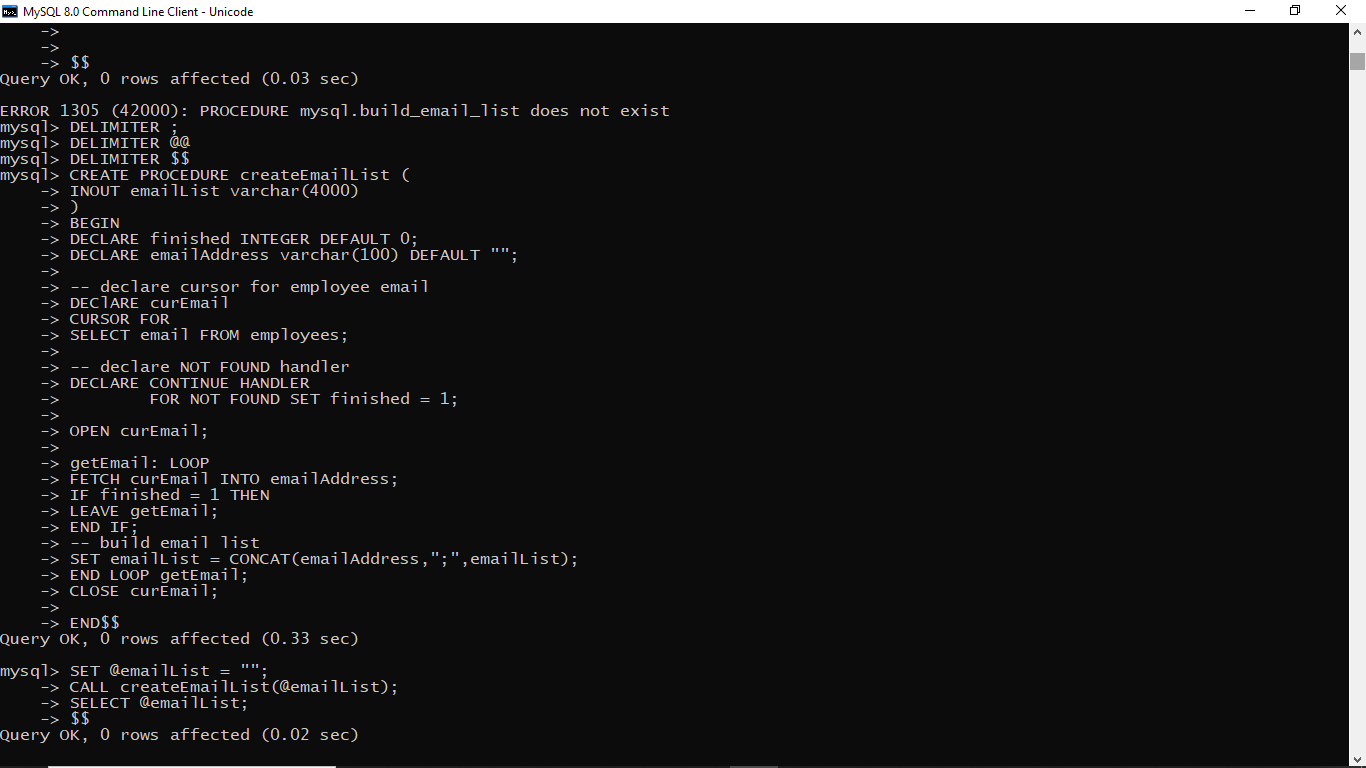 MySQL 8.0 Command Line Client - Unicode
    ->
    ->
    -> $$
Query OK, 0 rows affected (0.03 sec)

ERROR 1305 (42000): PROCEDURE mysql.build_email_list does not exist
mysql> DELIMITER ;
mysql> DELIMITER @@
mysql> DELIMITER $$
mysql> CREATE PROCEDURE createEmailList (
    -> INOUT emailList varchar(4000)
    -> )
    -> BEGIN
    -> DECLARE finished INTEGER DEFAULT 0;
    -> DECLARE emailAddress varchar(100) DEFAULT "";
    ->
    -> -- declare cursor for employee email
    -> DEClARE curEmail
    -> CURSOR FOR
    -> SELECT email FROM employees;
    ->
    -> -- declare NOT FOUND handler
    -> DECLARE CONTINUE HANDLER
    ->         FOR NOT FOUND SET finished = 1;
    ->
    -> OPEN curEmail;
    ->
    -> getEmail: LOOP
    -> FETCH curEmail INTO emailAddress;
    -> IF finished = 1 THEN
    -> LEAVE getEmail;
    -> END IF;
    -> -- build email list
    -> SET emailList = CONCAT(emailAddress,";",emailList);
    -> END LOOP getEmail;
    -> CLOSE curEmail;
    ->
    -> END$$
Query OK, 0 rows affected (0.33 sec)

mysql> SET @emailList = "";
    -> CALL createEmailList(@emailList);
    -> SELECT @emailList;
    -> $$
Query OK, 0 rows affected (0.02 sec)